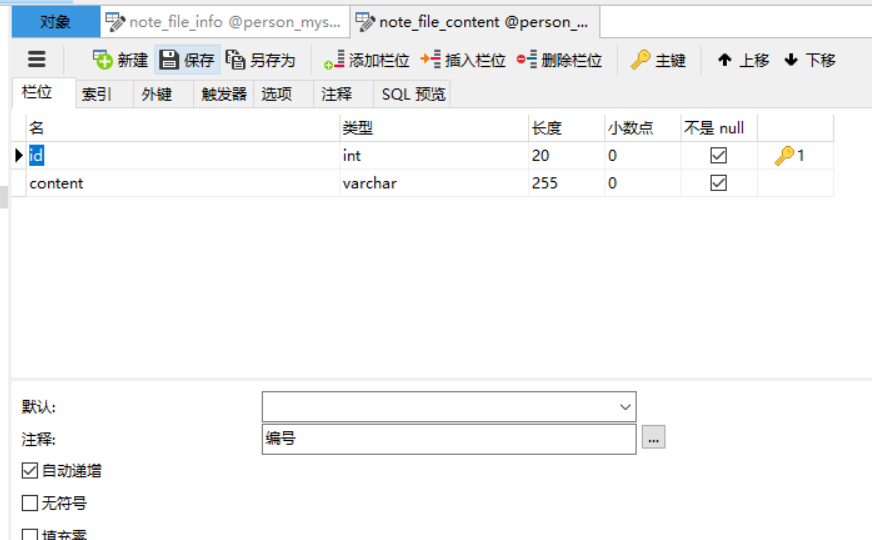 对象 note_file_info @person_mys... note_file_content @person_...
新建 保存 另存为 添加栏位 插入栏位 删除栏位 主键 上移 下移
栏位 索引 外键 触发器 选项 注释 SQL 预览
名 类型 长度 小数点 不是 null
id int 20 0 1
content varchar 255 0
默认:
注释: 编号 ...
自动递增
无符号
填充零